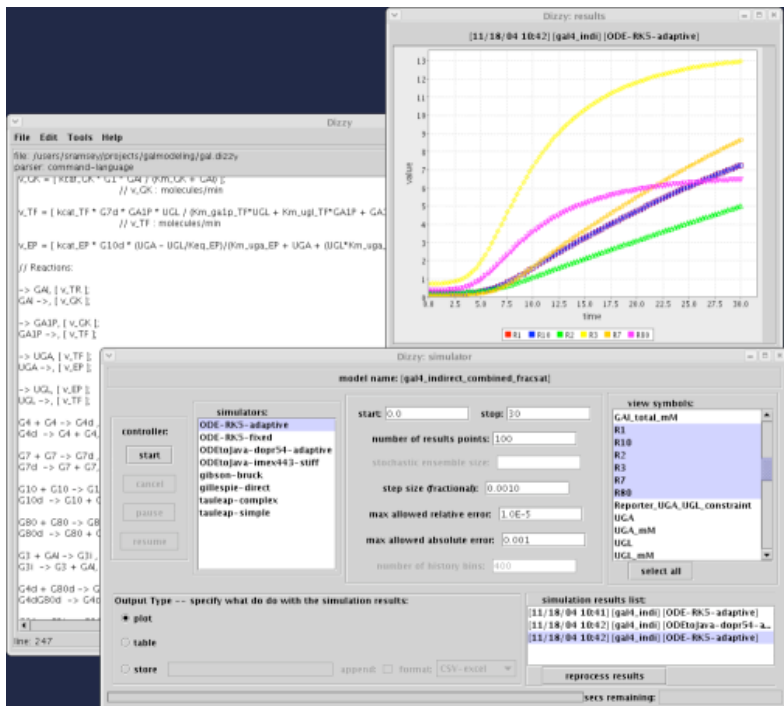 Dizzy: results
[11/18/04 10:42] [gal4_indi] [ODE-RK5-adaptive]
13
12
11
10
9
8
7
6
5
4
3
2
1
0
value
0.0 2.5 5.0 7.5 10.0 12.5 15.0 17.5 20.0 22.5 25.0 27.5 30.0
time
R1 R10 R2 R3 R7 R80
Dizzy
File Edit Tools Help
file: /users/sramsey/projects/galmodeling/gal.dizzy
parser: command-language
v_GK = [ kcat_GK * G1 * GAI / (Km_GK + GAI) ];
// v_GK : molecules/min
v_TF = [ kcat_TF * G7d * GA1P * UGL / (Km_ga1p_TF*UGL + Km_ugl_TF*GA1P + GA1
// v_TF : molecules/min
v_EP = [ kcat_EP * G10d * (UGA - UGL/Keq_EP)/(Km_uga_EP + UGA + (UGL*Km_uga_
// Reactions:
-> GAI, [ v_TR ];
GAI ->, [ v_GK ];
-> GA1P, [ v_GK ];
GA1P ->, [ v_TF ];
-> UGA, [ v_TF ];
UGA ->, [ v_EP ];
-> UGL, [ v_EP ];
UGL ->, [ v_TF ];
G4 + G4 -> G4d ,
G4d -> G4 + G4,
G7 + G7 -> G7d ,
G7d -> G7 + G7,
G10 + G10 -> G1
G10d -> G10 + G
G80 + G80 -> G8
G80d -> G80 + G
G3 + GAI -> G3i ,
G3i -> G3 + GAI,
G4d + G80d -> G
G4dG80d -> G4d
line: 247
Dizzy: simulator
model name: [gal4_indirect_combined_fracsat]
controller:
start
cancel
pause
resume
simulators:
ODE-RK5-adaptive
ODE-RK5-fixed
ODEtoJava-dopr54-adaptive
ODEtoJava-imex443-stiff
gibson-bruck
gillespie-direct
tauleap-complex
tauleap-simple
start: 0.0 stop: 30
number of results points: 100
stochastic ensemble size:
step size (fractional): 0.0010
max allowed relative error: 1.0E-5
max allowed absolute error: 0.001
number of history bins: 400
view symbols:
GAI_total_mM
R1
R10
R2
R3
R7
R80
Reporter_UGA_UGL_constraint
UGA
UGA_mM
UGL
UGL_mM
select all
Output Type -- specify what do do with the simulation results:
plot
table
store append: format: CSV-excel
simulation results list:
[11/18/04 10:41] [gal4_indi] [ODE-RK5-adaptive]
[11/18/04 10:42] [gal4_indi] [ODEtoJava-dopr54-a...
[11/18/04 10:42] [gal4_indi] [ODE-RK5-adaptive]
reprocess results
secs remaining: